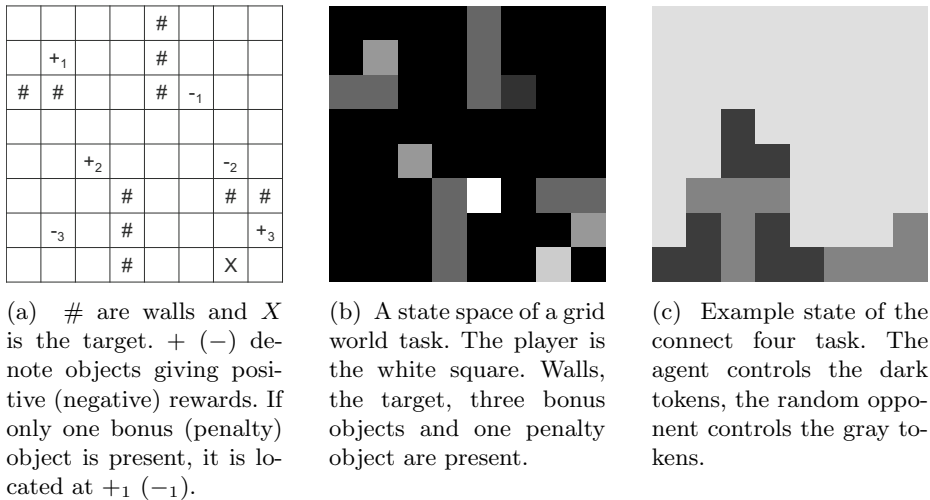 #
+1 #
# # # -1
+2 -2
# # #
-3 # +3
# X
(a) # are walls and X
is the target. + (−) de-
note objects giving posi-
tive (negative) rewards. If
only one bonus (penalty)
object is present, it is lo-
cated at +1 (−1).
(b) A state space of a grid
world task. The player is
the white square. Walls,
the target, three bonus
objects and one penalty
object are present.
(c) Example state of the
connect four task. The
agent controls the dark
tokens, the random oppo-
nent controls the gray to-
kens.